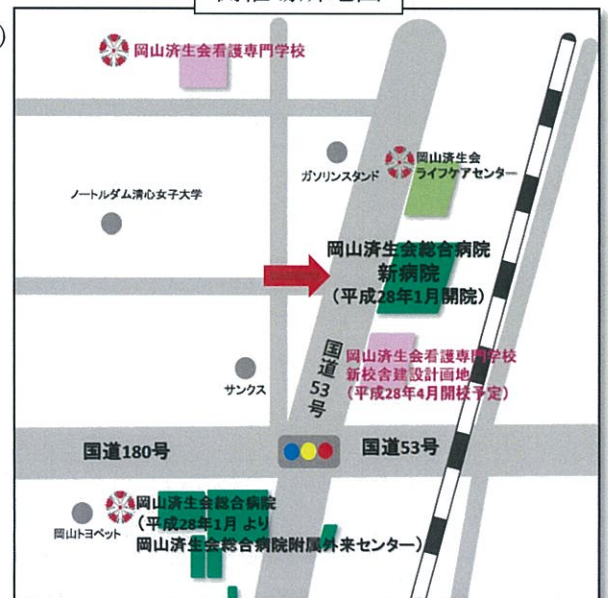 岡山済生会看護専門学校
ガソリンスタンド
岡山済生会
ライフケアセンター
ノートルダム清心女子大学
岡山済生会総合病院
新病院
（平成28年1月開院）
国道53号
岡山済生会看護専門学校
新校舎建設計画地
（平成28年4月開校予定）
サンクス
国道180号
国道53号
岡山トヨペット
岡山済生会総合病院
（平成28年1月 より
岡山済生会総合病院附属外来センター）